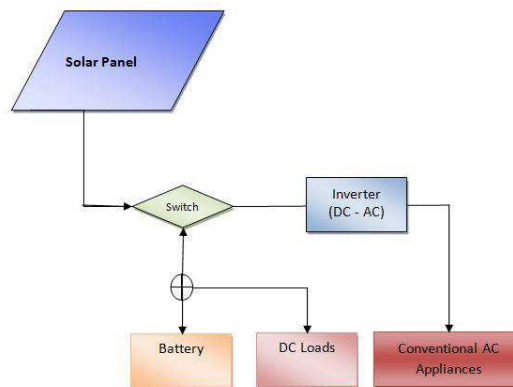 Solar Panel
Switch
Inverter
(DC - AC)
Battery
DC Loads
Conventional AC
Appliances